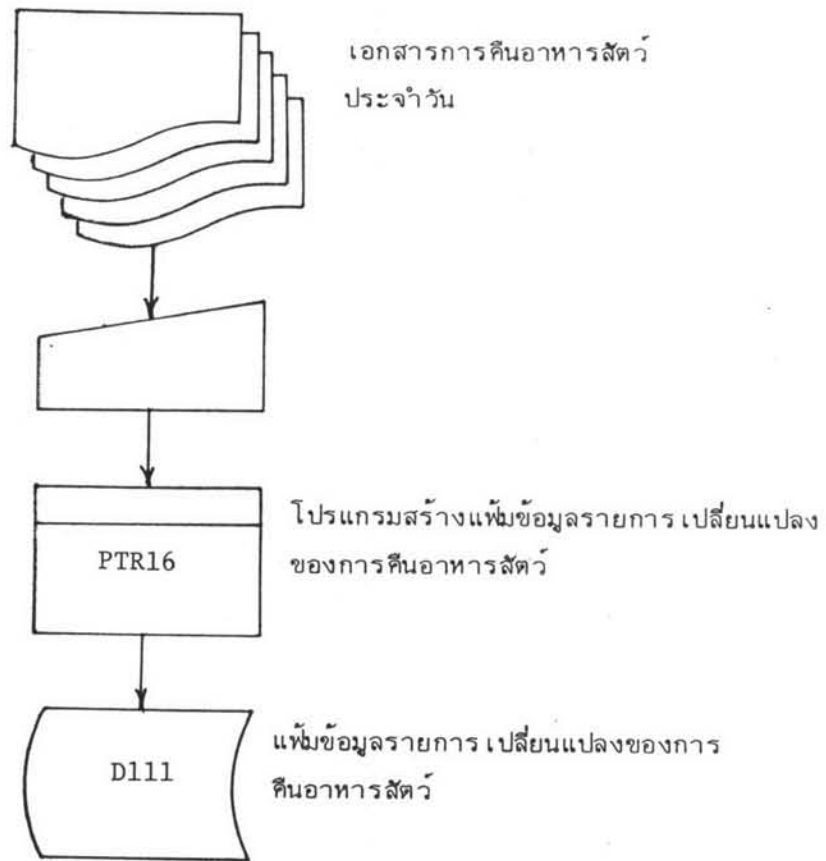 เอกสารการคืนอาหารสัตว์
ประจำวัน
โปรแกรมสร้างแฟ้มข้อมูลรายการ เปลี่ยนแปลง
ของการคืนอาหารสัตว์
PTR16
แฟ้มข้อมูลรายการ เปลี่ยนแปลงของการ
คืนอาหารสัตว์
D111